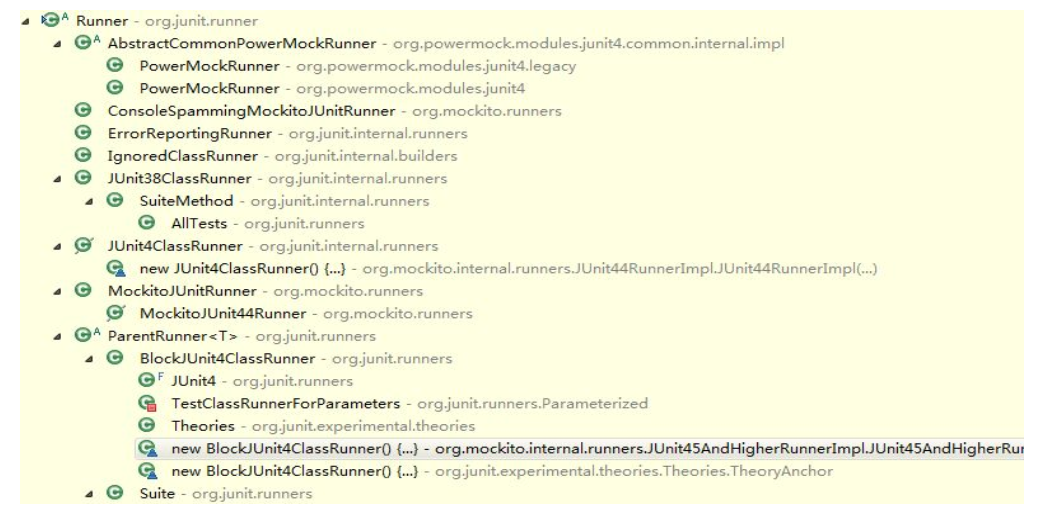 Runner - org.junit.runner
AbstractCommonPowerMockRunner - org.powermock.modules.junit4.common.internal.impl
PowerMockRunner - org.powermock.modules.junit4.legacy
PowerMockRunner - org.powermock.modules.junit4
ConsoleSpammingMockitoJUnitRunner - org.mockito.runners
ErrorReportingRunner - org.junit.internal.runners
IgnoredClassRunner - org.junit.internal.builders
JUnit38ClassRunner - org.junit.internal.runners
SuiteMethod - org.junit.internal.runners
AllTests - org.junit.runners
JUnit4ClassRunner - org.junit.internal.runners
new JUnit4ClassRunner() {...} - org.mockito.internal.runners.JUnit44RunnerImpl.JUnit44RunnerImpl(...)
MockitoJUnitRunner - org.mockito.runners
MockitoJUnit44Runner - org.mockito.runners
ParentRunner<T> - org.junit.runners
BlockJUnit4ClassRunner - org.junit.runners
JUnit4 - org.junit.runners
TestClassRunnerForParameters - org.junit.runners.Parameterized
Theories - org.junit.experimental.theories
new BlockJUnit4ClassRunner() {...} - org.mockito.internal.runners.JUnit45AndHigherRunnerImpl.JUnit45AndHigherRun
new BlockJUnit4ClassRunner() {...} - org.junit.experimental.theories.Theories.TheoryAnchor
Suite - org.junit.runners